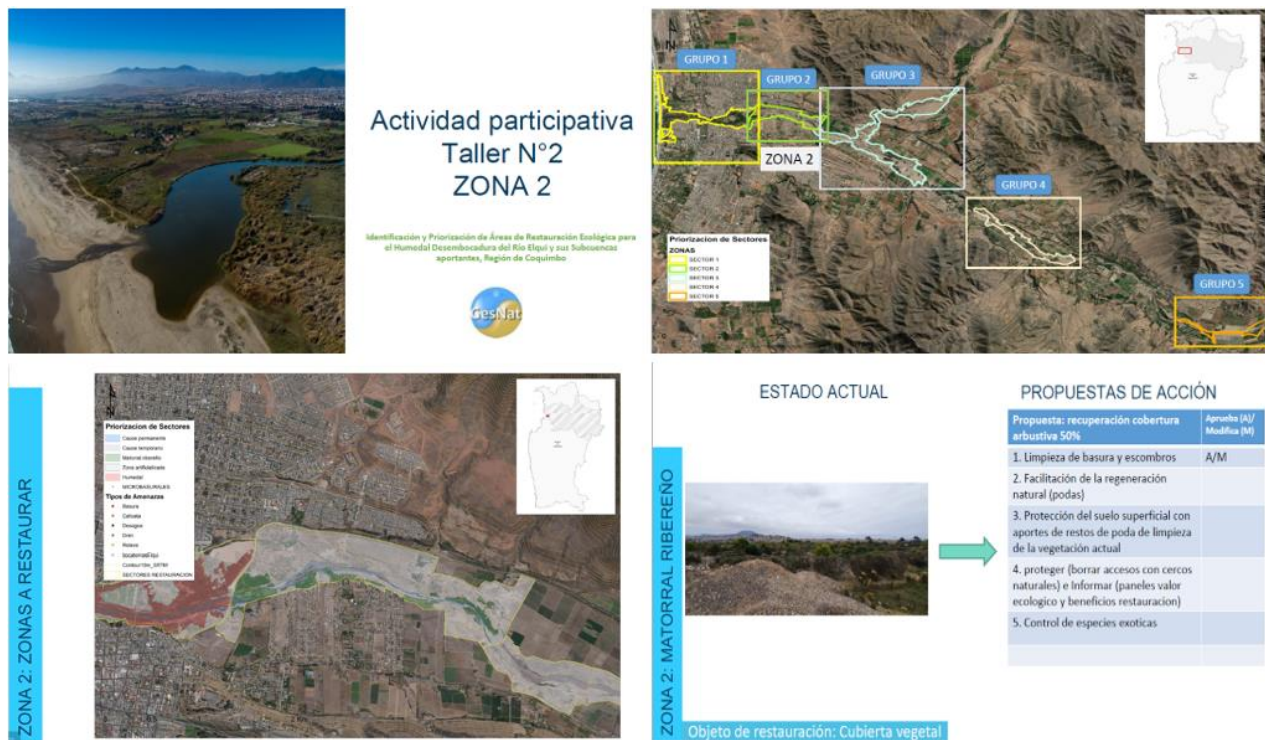 Actividad participativa
Taller N°2
ZONA 2
Identificación y Priorización de Áreas de Restauración Ecológica para
el Humedal Desembocadura del Río Elqui y sus Subcuencas
aportantes, Región de Coquimbo
GesNat
GRUPO 1
GRUPO 2
GRUPO 3
ZONA 2
GRUPO 4
GRUPO 5
Priorizacion de Sectores
ZONAS
SECTOR 1
SECTOR 2
SECTOR 3
SECTOR 4
SECTOR 5
ZONA 2: ZONAS A RESTAURAR
Priorizacion de Sectores
Cauce permanente
Cauce temporario
Matorral ribereño
Zona artificializada
Humedal
MICROBASURALES
Tipos de Amenazas
Basura
Dren
SECTORES RESTAURACION
ZONA 2: MATORRAL RIBEREÑO
ESTADO ACTUAL
Objeto de restauración: Cubierta vegetal
PROPUESTAS DE ACCIÓN
Propuesta: recuperación cobertura
arbustiva 50%
Aprueba (A)/
Modifica (M)
1. Limpieza de basura y escombros
A/M
2. Facilitación de la regeneración
natural (podas)
3. Protección del suelo superficial con
aportes de restos de poda de limpieza
de la vegetación actual
4. proteger (borrar accesos con cercos
naturales) e Informar (paneles valor
ecologico y beneficios restauracion)
5. Control de especies exoticas